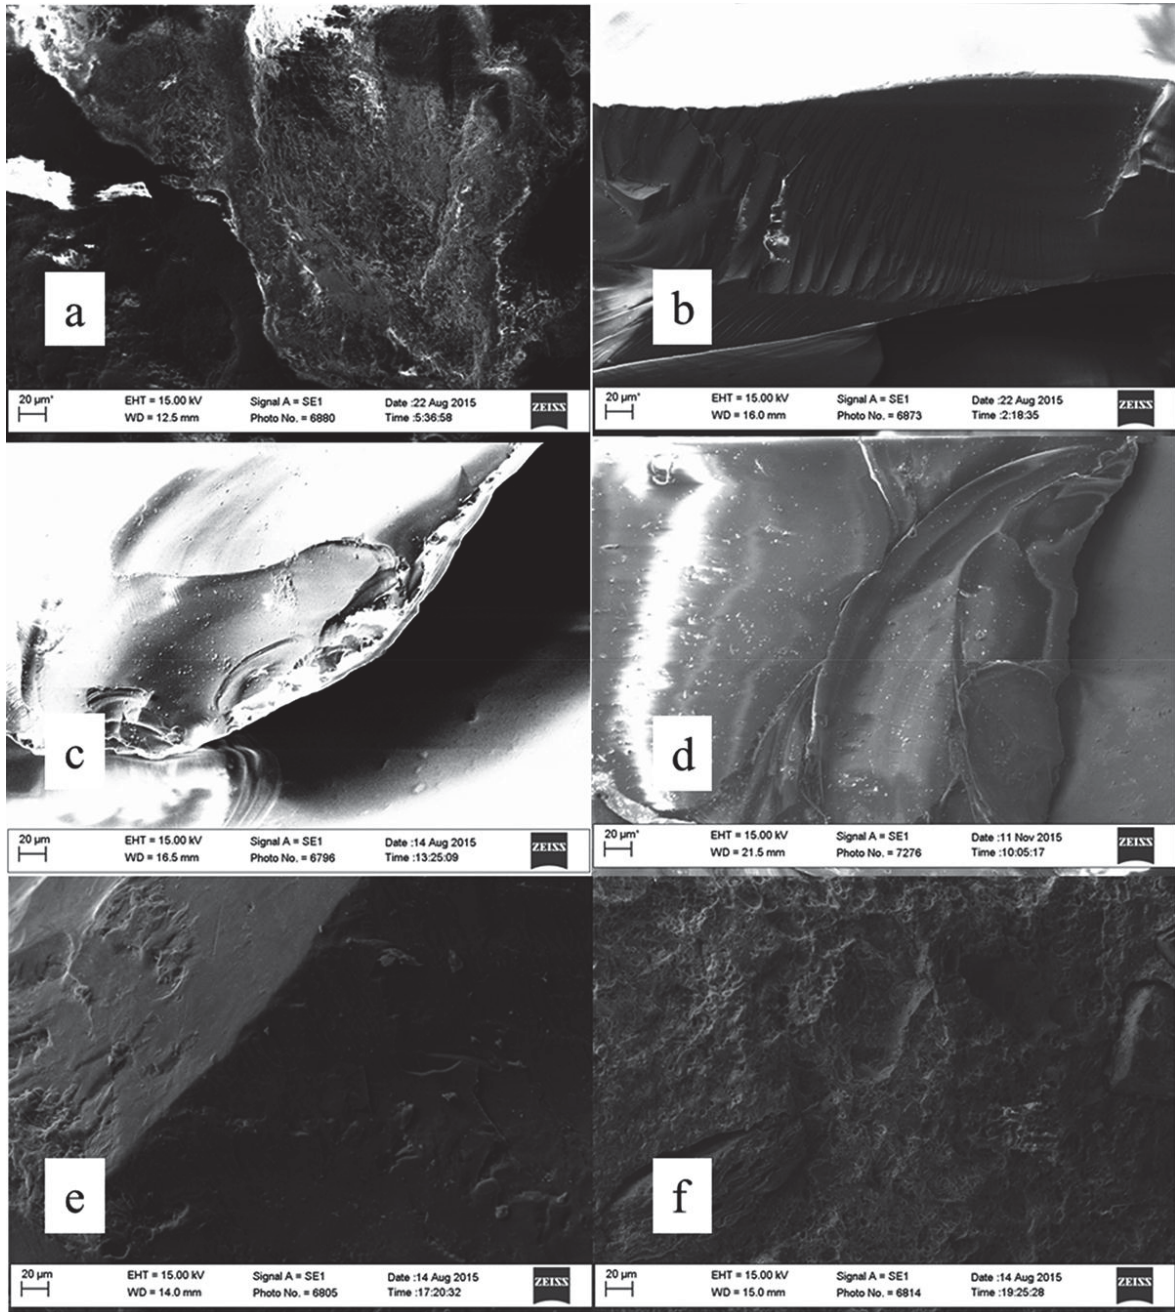 a
20 µm* EHT = 15.00 kV Signal A = SE1 Date :22 Aug 2015 ZEISS
WD = 12.5 mm Photo No. = 6880 Time :5:36:58
b
20 µm* EHT = 15.00 kV Signal A = SE1 Date :22 Aug 2015 ZEISS
WD = 16.0 mm Photo No. = 6873 Time :2:18:35
c
20 µm EHT = 15.00 kV Signal A = SE1 Date :14 Aug 2015 ZEISS
WD = 16.5 mm Photo No. = 6796 Time :13:25:09
d
20 µm* EHT = 15.00 kV Signal A = SE1 Date :11 Nov 2015 ZEISS
WD = 21.5 mm Photo No. = 7276 Time :10:05:17
e
20 µm EHT = 15.00 kV Signal A = SE1 Date :14 Aug 2015 ZEISS
WD = 14.0 mm Photo No. = 6805 Time :17:20:32
f
20 µm EHT = 15.00 kV Signal A = SE1 Date :14 Aug 2015 ZEISS
WD = 15.0 mm Photo No. = 6814 Time :19:25:28